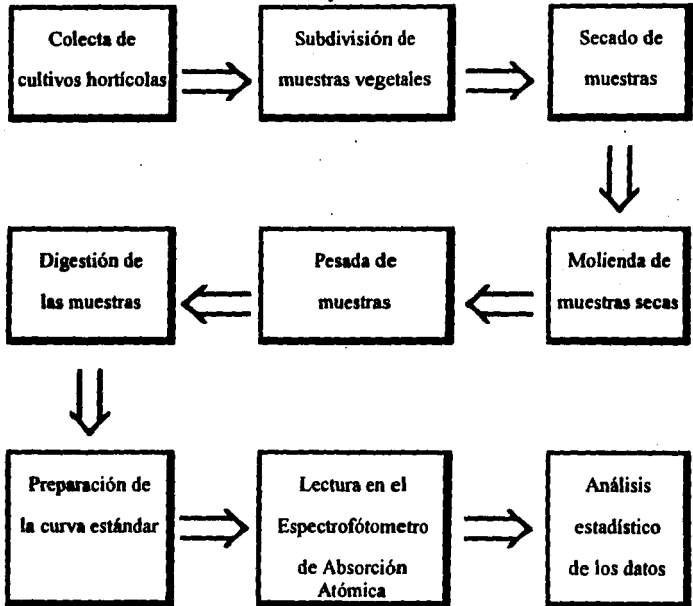 Colecta de
cultivos hortícolas
Subdivisión de
muestras vegetales
Secado de
muestras
Molienda de
muestras secas
Pesada de
muestras
Digestión de
las muestras
Preparación de
la curva estándar
Lectura en el
Espectrofótometro
de Absorción
Atómica
Análisis
estadístico
de los datos